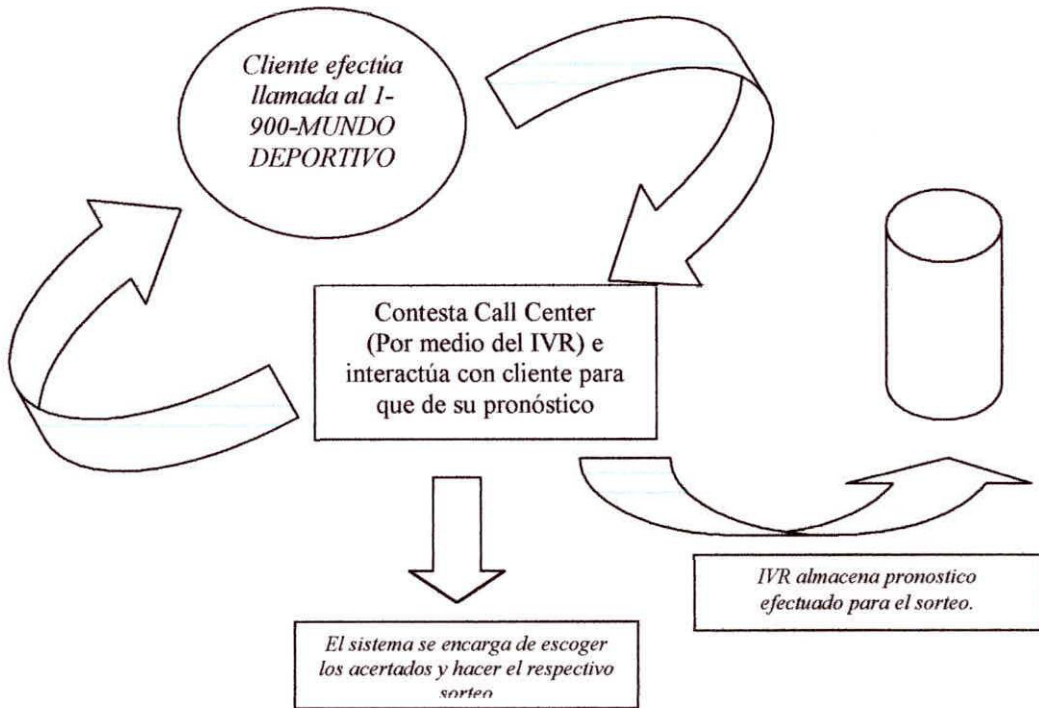 Cliente efectúa
llamada al 1-
900-MUNDO
DEPORTIVO
Contesta Call Center
(Por medio del IVR) e
interactúa con cliente para
que de su pronóstico
IVR almacena pronostico
efectuado para el sorteo.
El sistema se encarga de escoger
los acertados y hacer el respectivo
sorteo